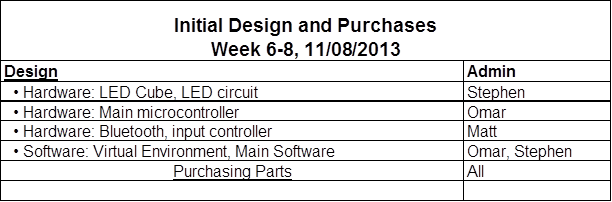 Initial Design and Purchases
Week 6-8, 11/08/2013
Design Admin
• Hardware: LED Cube, LED circuit Stephen
• Hardware: Main microcontroller Omar
• Hardware: Bluetooth, input controller Matt
• Software: Virtual Environment, Main Software Omar, Stephen
Purchasing Parts All